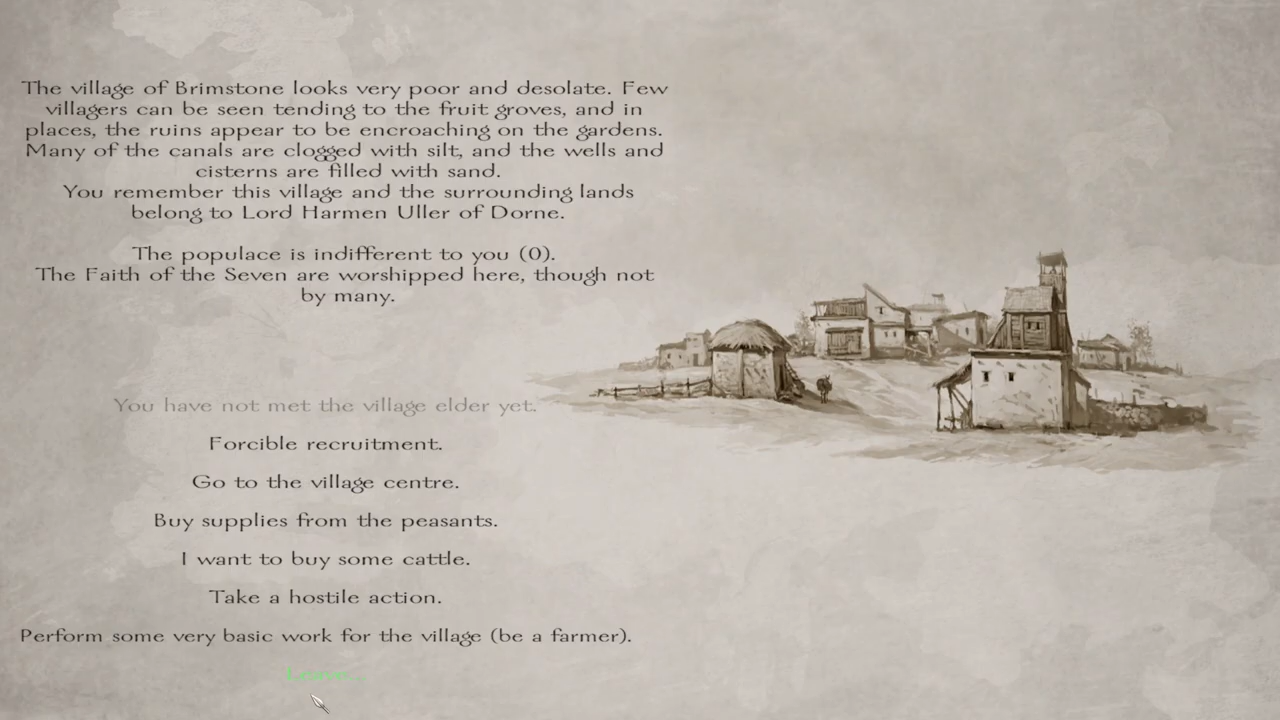 The village of Brimstone looks very poor and desolate. Few
villagers can be seen tending to the fruit groves, and in
places, the ruins appear to be encroaching on the gardens.
Many of the canals are clogged with silt, and the wells and
cisterns are filled with sand.
You remember this village and the surrounding lands
belong to Lord Harmen Uller of Dorne.
The populace is indifferent to you (0).
The Faith of the Seven are worshipped here, though not
by many.
You have not met the village elder yet.
Forcible recruitment.
Go to the village centre.
Buy supplies from the peasants.
I want to buy some cattle.
Take a hostile action.
Perform some very basic work for the village (be a farmer).
Leave...